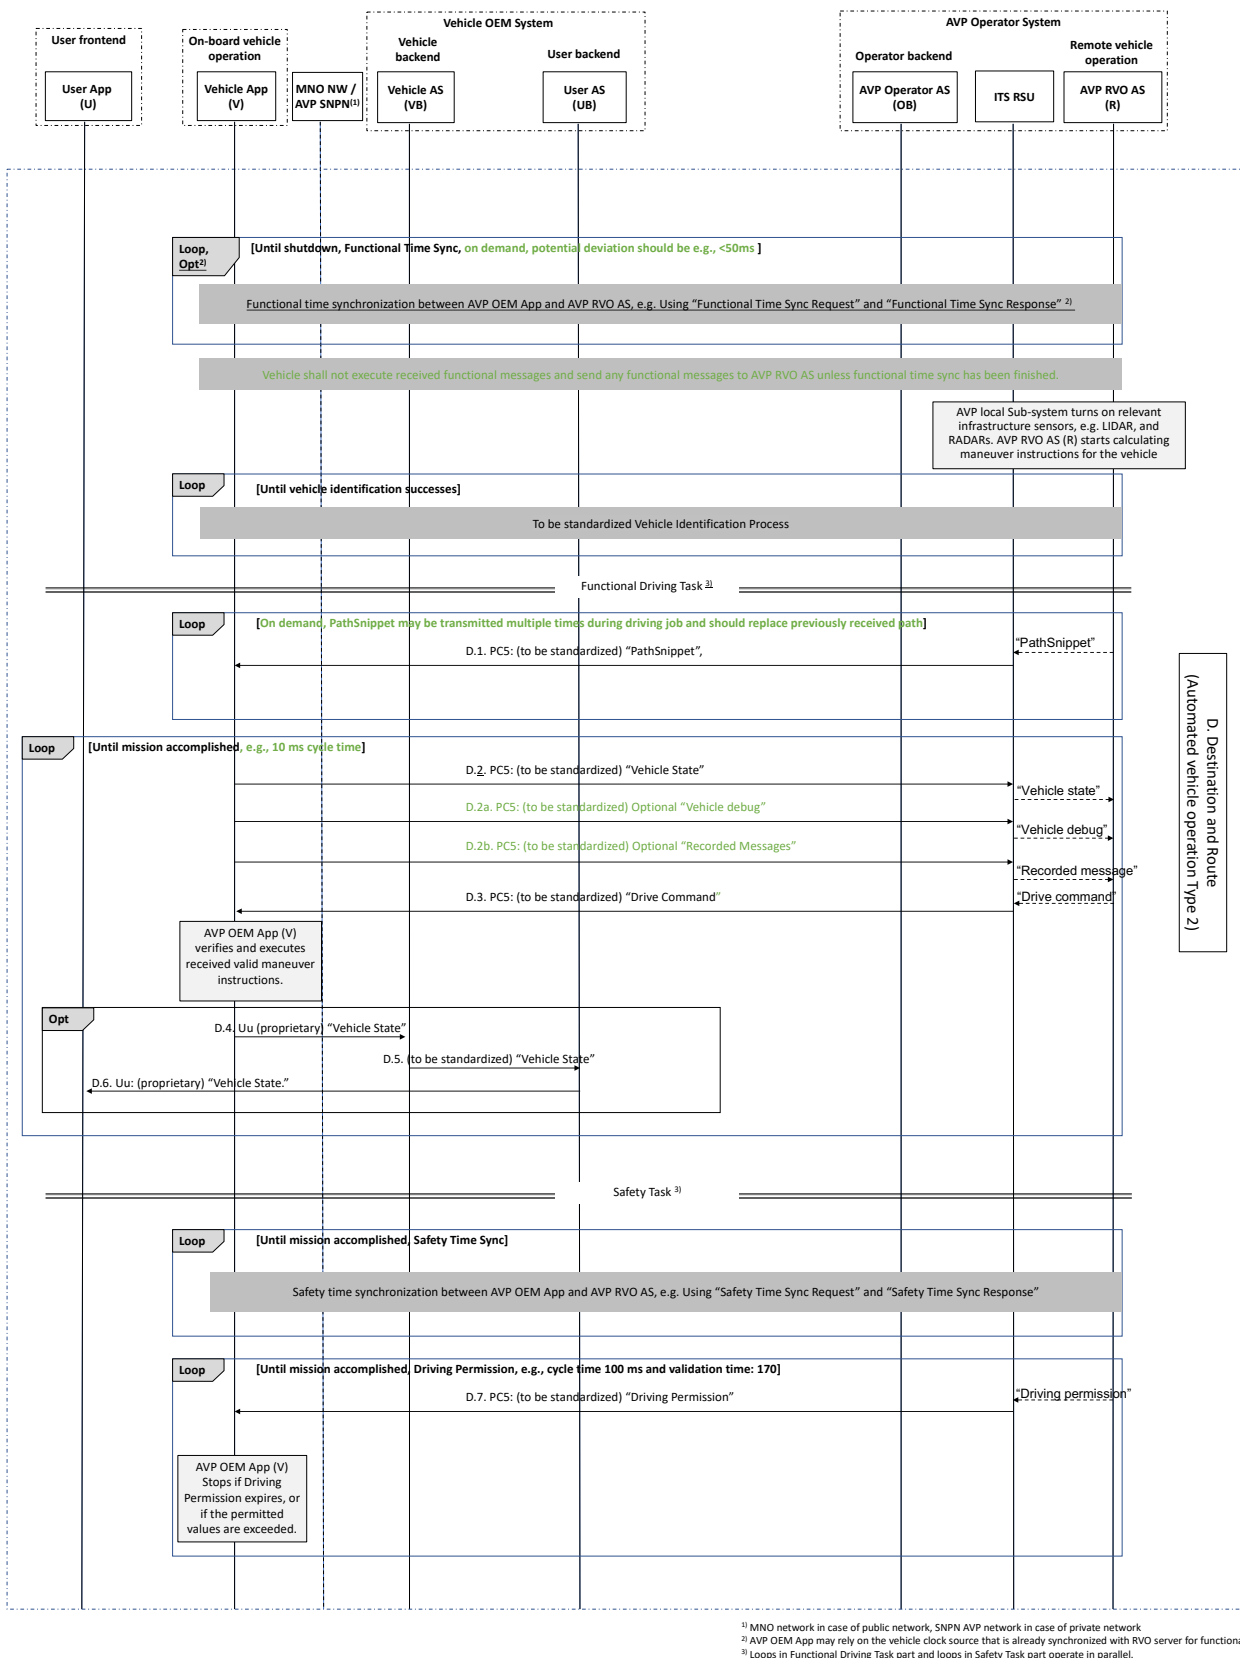 Vehicle OEM System
AVP Operator System
User frontend
On-board vehicle
operation
Vehicle
backend
User backend
Operator backend
Remote vehicle
operation
User App
(U)
Vehicle App
(V)
MNO NW /
AVP SNPN(1)
Vehicle AS
(VB)
User AS
(UB)
AVP Operator AS
(OB)
ITS RSU
AVP RVO AS
(R)
Loop,
Opt2)
[Until shutdown, Functional Time Sync, on demand, potential deviation should be e.g., <50ms ]
Functional time synchronization between AVP OEM App and AVP RVO AS, e.g. Using “Functional Time Sync Request” and “Functional Time Sync Response” 2)
Vehicle shall not execute received functional messages and send any functional messages to AVP RVO AS unless functional time sync has been finished.
AVP local Sub-system turns on relevant
infrastructure sensors, e.g. LIDAR, and
RADARs. AVP RVO AS (R) starts calculating
maneuver instructions for the vehicle
Loop
[Until vehicle identification successes]
To be standardized Vehicle Identification Process
Functional Driving Task 3)
Loop
[On demand, PathSnippet may be transmitted multiple times during driving job and should replace previously received path]
D.1. PC5: (to be standardized) “PathSnippet”,
“PathSnippet”
D. Destination and Route
(Automated vehicle operation Type 2)
Loop
[Until mission accomplished, e.g., 10 ms cycle time]
D.2. PC5: (to be standardized) “Vehicle State”
“Vehicle state”
D.2a. PC5: (to be standardized) Optional “Vehicle debug”
“Vehicle debug”
D.2b. PC5: (to be standardized) Optional “Recorded Messages”
“Recorded message”
D.3. PC5: (to be standardized) “Drive Command”
“Drive command”
AVP OEM App (V)
verifies and executes
received valid maneuver
instructions.
Opt
D.4. Uu (proprietary) “Vehicle State”
D.5. (to be standardized) “Vehicle State”
D.6. Uu: (proprietary) “Vehicle State.”
Safety Task 3)
Loop
[Until mission accomplished, Safety Time Sync]
Safety time synchronization between AVP OEM App and AVP RVO AS, e.g. Using “Safety Time Sync Request” and “Safety Time Sync Response”
Loop
[Until mission accomplished, Driving Permission, e.g., cycle time 100 ms and validation time: 170]
D.7. PC5: (to be standardized) “Driving Permission”
“Driving permission”
AVP OEM App (V)
Stops if Driving
Permission expires, or
if the permitted
values are exceeded.
1) MNO network in case of public network, SNPN AVP network in case of private network
2) AVP OEM App may rely on the vehicle clock source that is already synchronized with RVO server for
3) Loops in Functional Driving Task part and loops in Safety Task part operate in parallel.